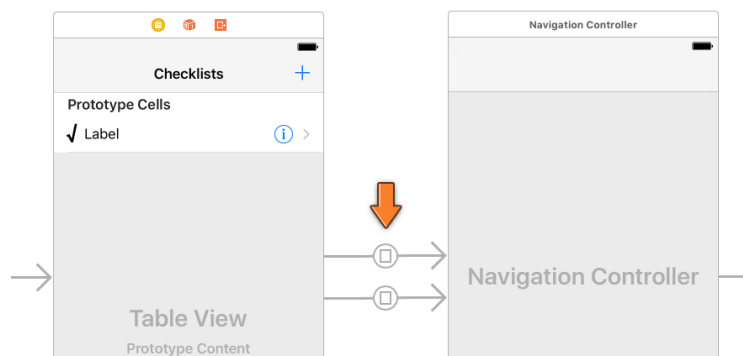 Navigation Controller
Checklists
Prototype Cells
√ Label
Table View
Prototype Content
Navigation Controller